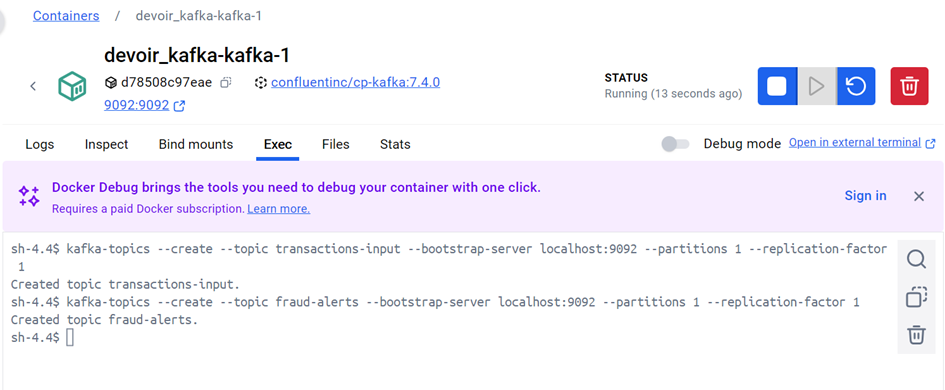 Containers / devoir_kafka-kafka-1
devoir_kafka-kafka-1
d78508c97eae confluentinc/cp-kafka:7.4.0
9092:9092
STATUS
Running (13 seconds ago)
Logs Inspect Bind mounts Exec Files Stats Debug mode Open in external terminal
Docker Debug brings the tools you need to debug your container with one click.
Requires a paid Docker subscription. Learn more.
Sign in
sh-4.4$ kafka-topics --create --topic transactions-input --bootstrap-server localhost:9092 --partitions 1 --replication-factor
1
Created topic transactions-input.
sh-4.4$ kafka-topics --create --topic fraud-alerts --bootstrap-server localhost:9092 --partitions 1 --replication-factor 1
Created topic fraud-alerts.
sh-4.4$